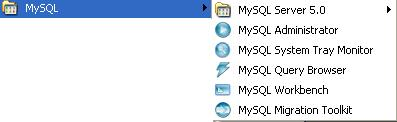 MySQL
MySQL Server 5.0
MySQL Administrator
MySQL System Tray Monitor
MySQL Query Browser
MySQL Workbench
MySQL Migration Toolkit